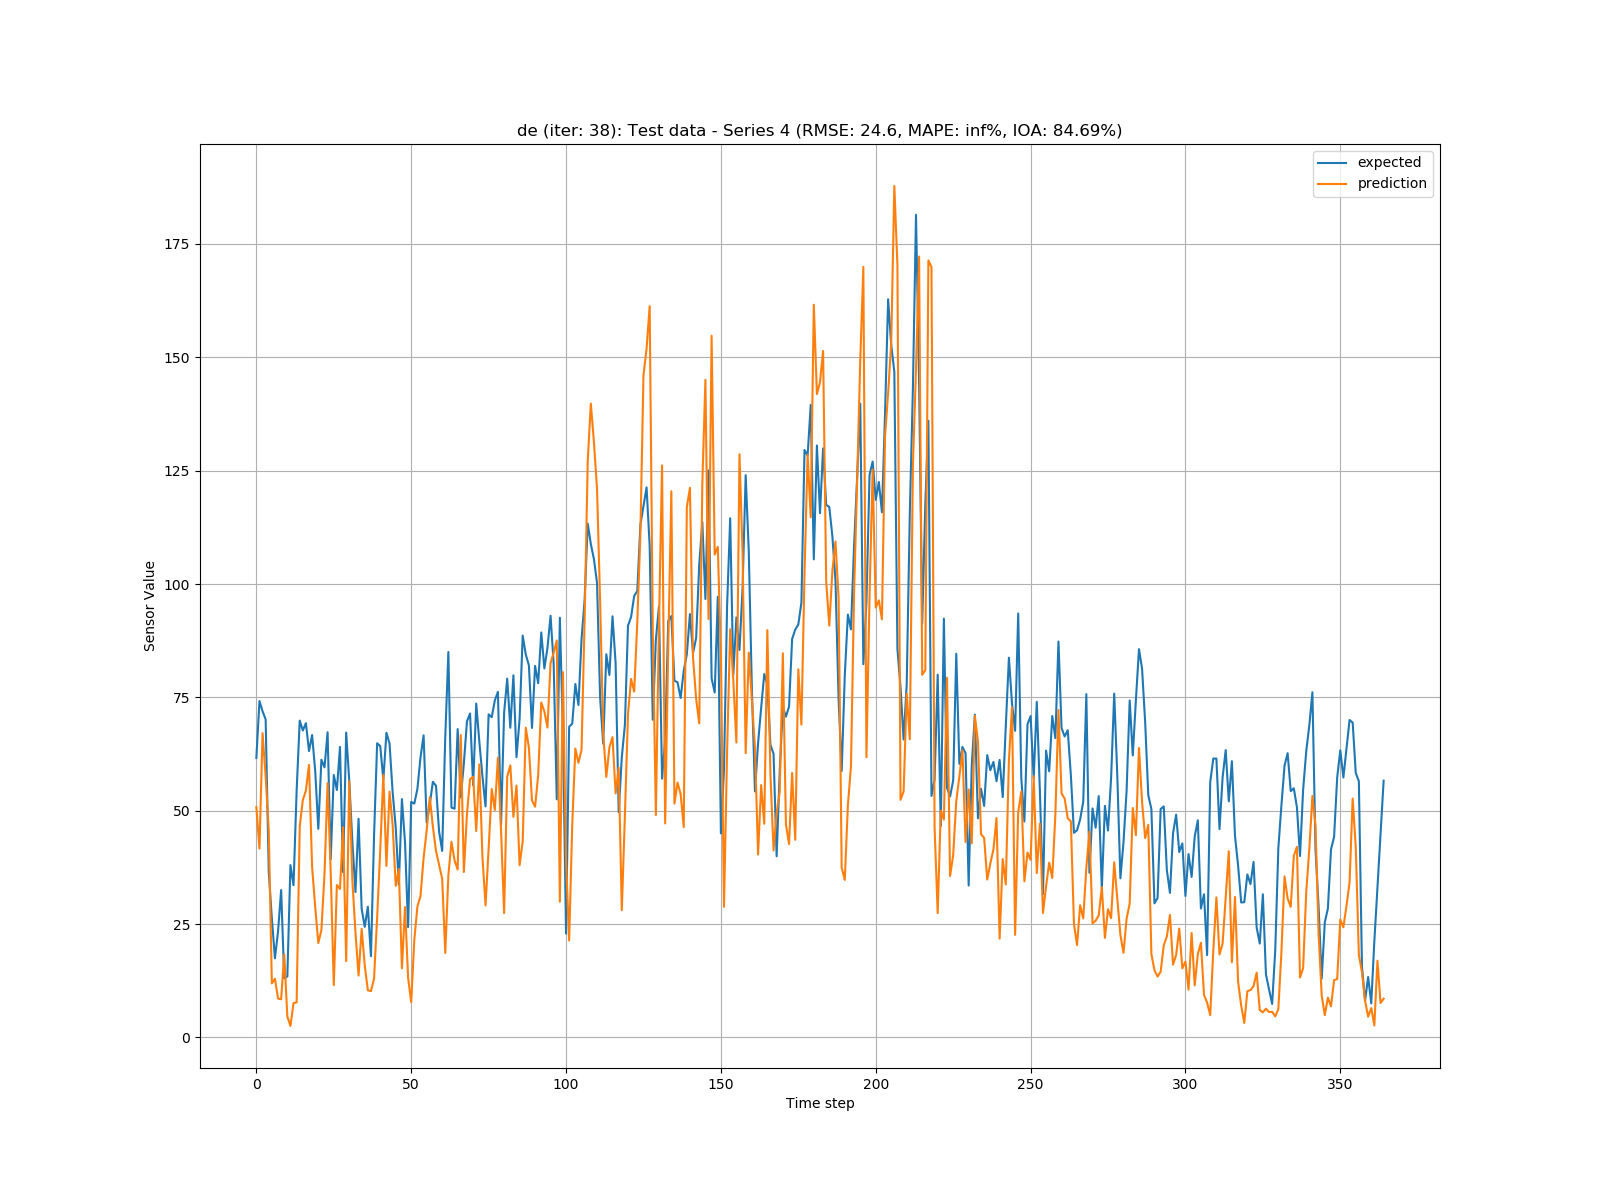 de (iter: 38): Test data - Series 4 (RMSE: 24.6, MAPE: inf%, IOA: 84.69%)
expected
prediction
175
150
125
100
75
50
25
0
Sensor Value
0 50 100 150 200 250 300 350
Time step